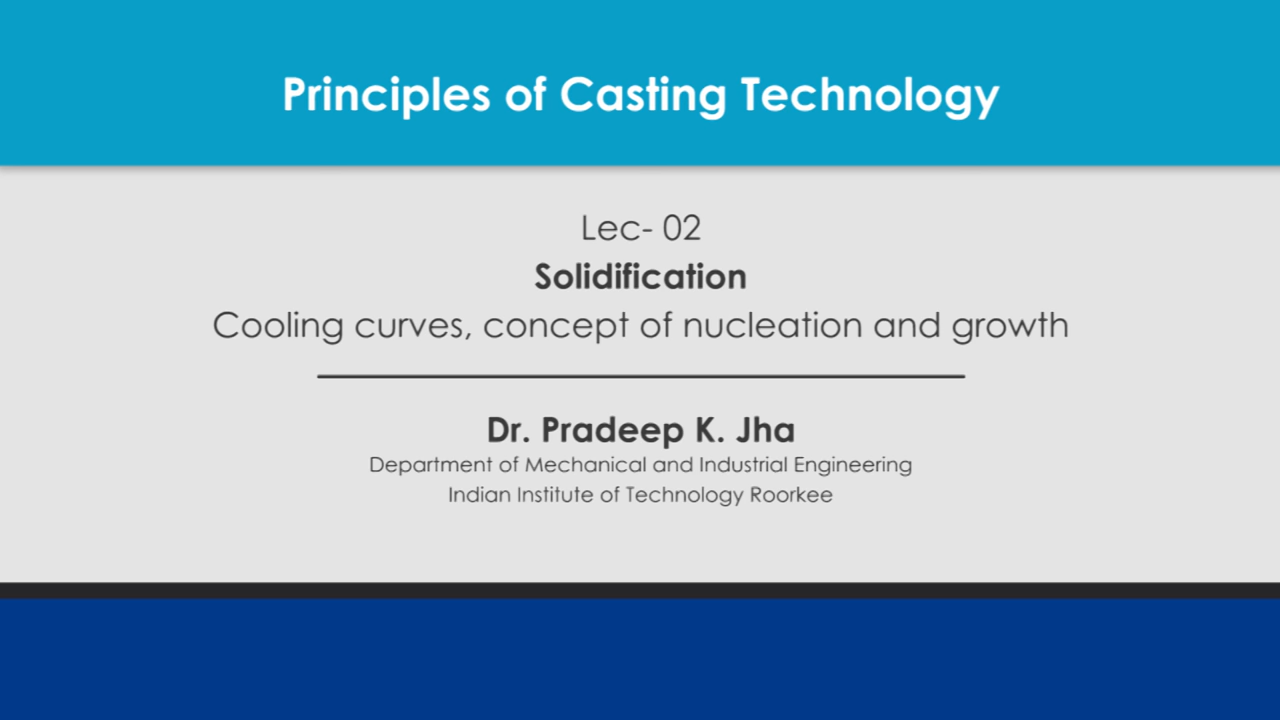 Principles of Casting Technology
Lec- 02
Solidification
Cooling curves, concept of nucleation and growth
Dr. Pradeep K. Jha
Department of Mechanical and Industrial Engineering
Indian Institute of Technology Roorkee